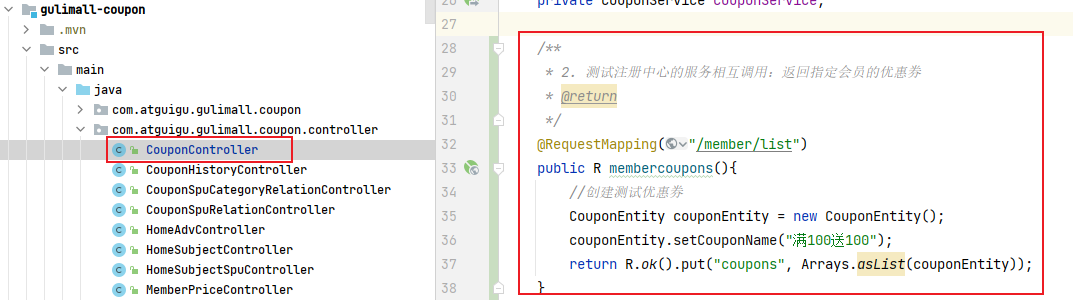 gulimall-coupon
.mvn
src
main
java
com.atguigu.gulimall.coupon
com.atguigu.gulimall.coupon.controller
CouponController
CouponHistoryController
CouponSpuCategoryRelationController
CouponSpuRelationController
HomeAdvController
HomeSubjectController
HomeSubjectSpuController
MemberPriceController
26 private CouponService couponService;
27
28 /**
29 * 2. 测试注册中心的服务相互调用：返回指定会员的优惠券
30 * @return
31 */
32 @RequestMapping("/member/list")
33 public R membercoupons(){
34 //创建测试优惠券
35 CouponEntity couponEntity = new CouponEntity();
36 couponEntity.setCouponName("满100送100");
37 return R.ok().put("coupons", Arrays.asList(couponEntity));
38 }